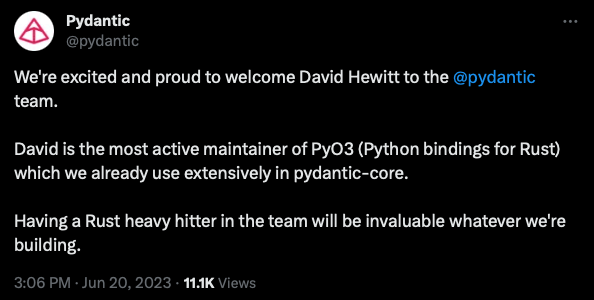 Pydantic
@pydantic
We're excited and proud to welcome David Hewitt to the @pydantic
team.
David is the most active maintainer of PyO3 (Python bindings for Rust)
which we already use extensively in pydantic-core.
Having a Rust heavy hitter in the team will be invaluable whatever we're
building.
3:06 PM · Jun 20, 2023 · 11.1K Views